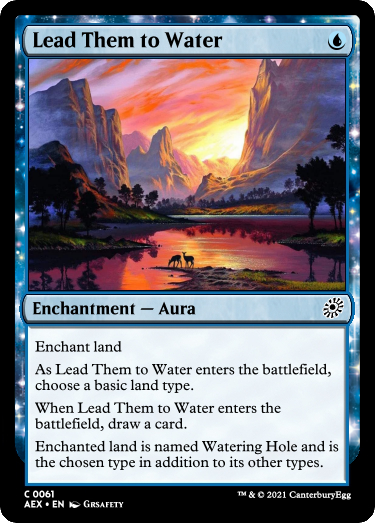 Lead Them to Water
Enchantment — Aura
Enchant land
As Lead Them to Water enters the battlefield,
choose a basic land type.
When Lead Them to Water enters the
battlefield, draw a card.
Enchanted land is named Watering Hole and is
the chosen type in addition to its other types.
C 0061
AEX • EN GRSAFETY
™ & © 2021 CanterburyEgg